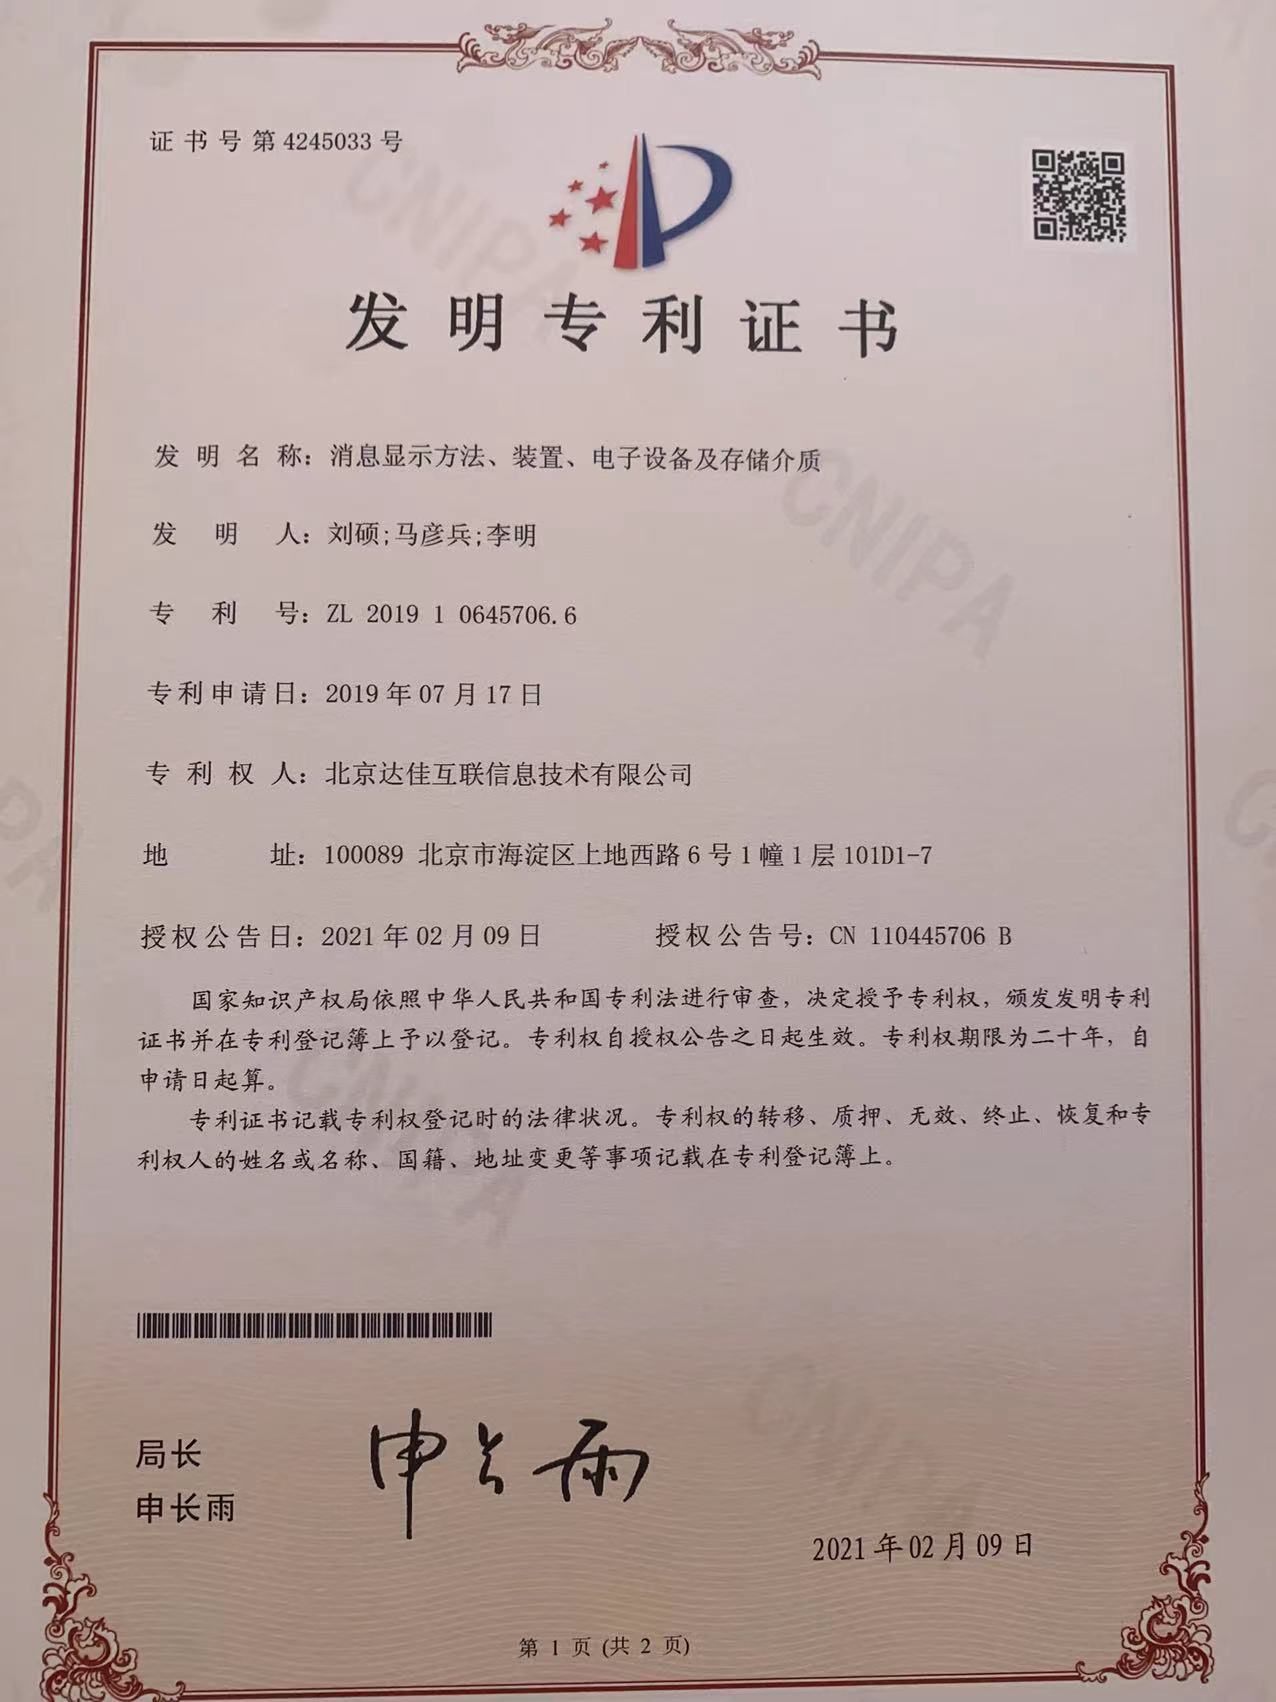 证书号第4245033号
发明专利证书
发明名称：消息显示方法、装置、电子设备及存储介质
发明人：刘硕;马彦兵;李明
专利号：ZL 2019 1 0645706.6
专利申请日：2019年07月17日
专利权人：北京达佳互联信息技术有限公司
地址：100089 北京市海淀区上地西路6号1幢1层101D1-7
授权公告日：2021年02月09日 授权公告号：CN 110445706 B
国家知识产权局依照中华人民共和国专利法进行审查，决定授予专利权，颁发发明专利
证书并在专利登记簿上予以登记。专利权自授权公告之日起生效。专利权期限为二十年，自
申请日起算。
专利证书记载专利权登记时的法律状况。专利权的转移、质押、无效、终止、恢复和专
利权人的姓名或名称、国籍、地址变更等事项记载在专利登记簿上。
局长
申长雨
申长雨
2021年02月09日
第 1 页 (共 2 页)
CNIPA
CNIPA
CNIPA
CNIPA